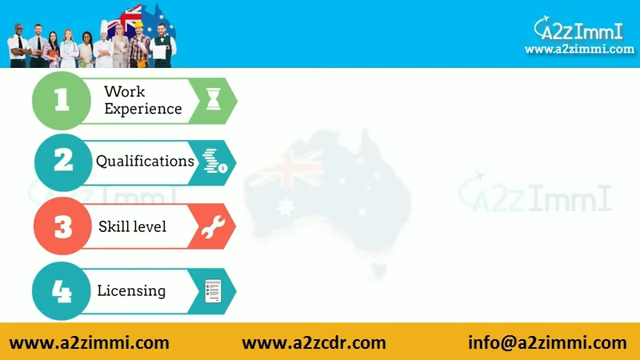 A2ZImmI
www.a2zimmi.com
1
Work
Experience
2
Qualifications
3
Skill level
4
Licensing
A2ZImmI
www.a2zimmi.com
www.a2zcdr.com
info@a2zimmi.com